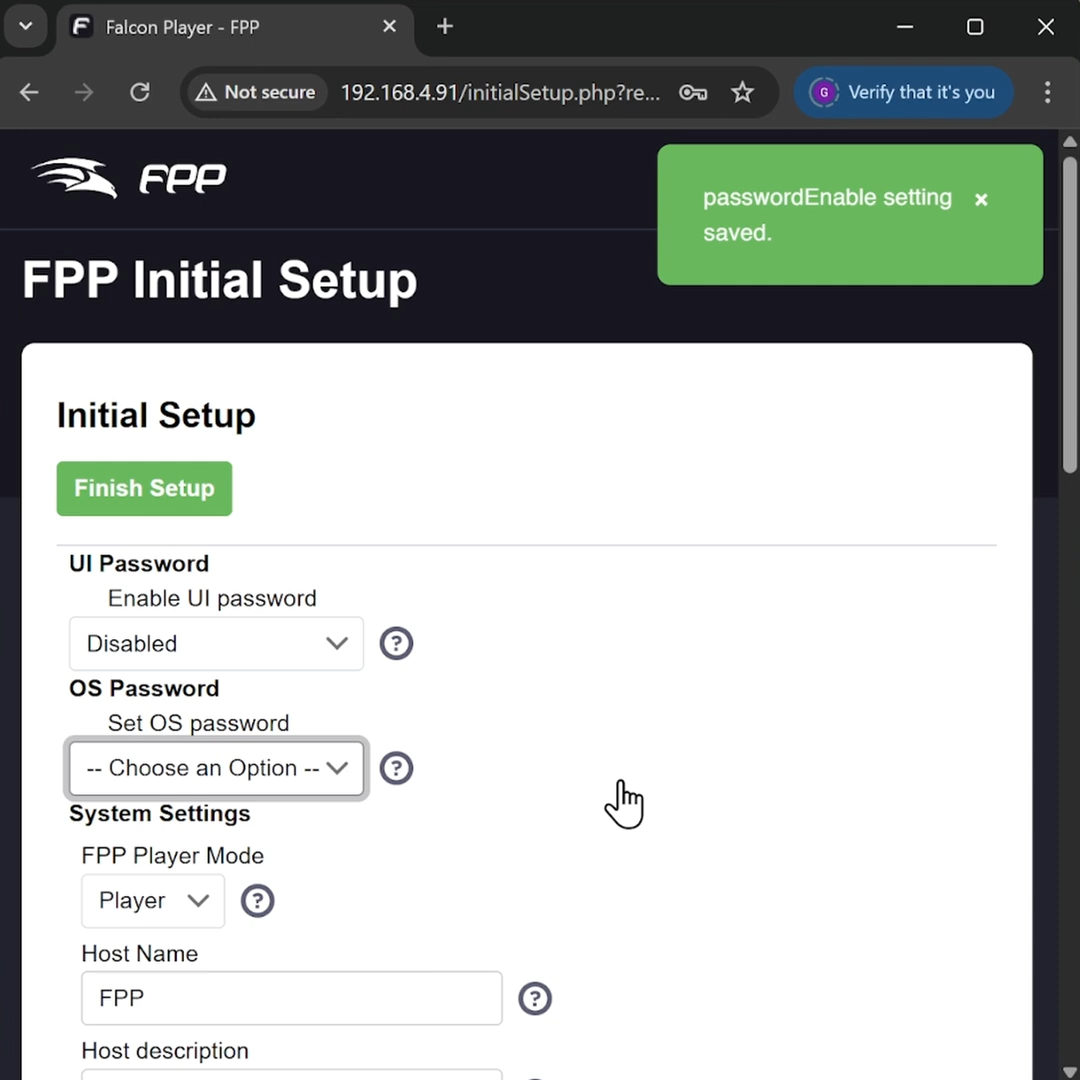 Falcon Player - FPP
Not secure
192.168.4.91/initialSetup.php?re...
G
Verify that it's you
FPP
passwordEnable setting
saved.
FPP Initial Setup
Initial Setup
Finish Setup
UI Password
Enable UI password
Disabled
?
OS Password
Set OS password
-- Choose an Option --
?
System Settings
FPP Player Mode
Player
?
Host Name
FPP
?
Host description